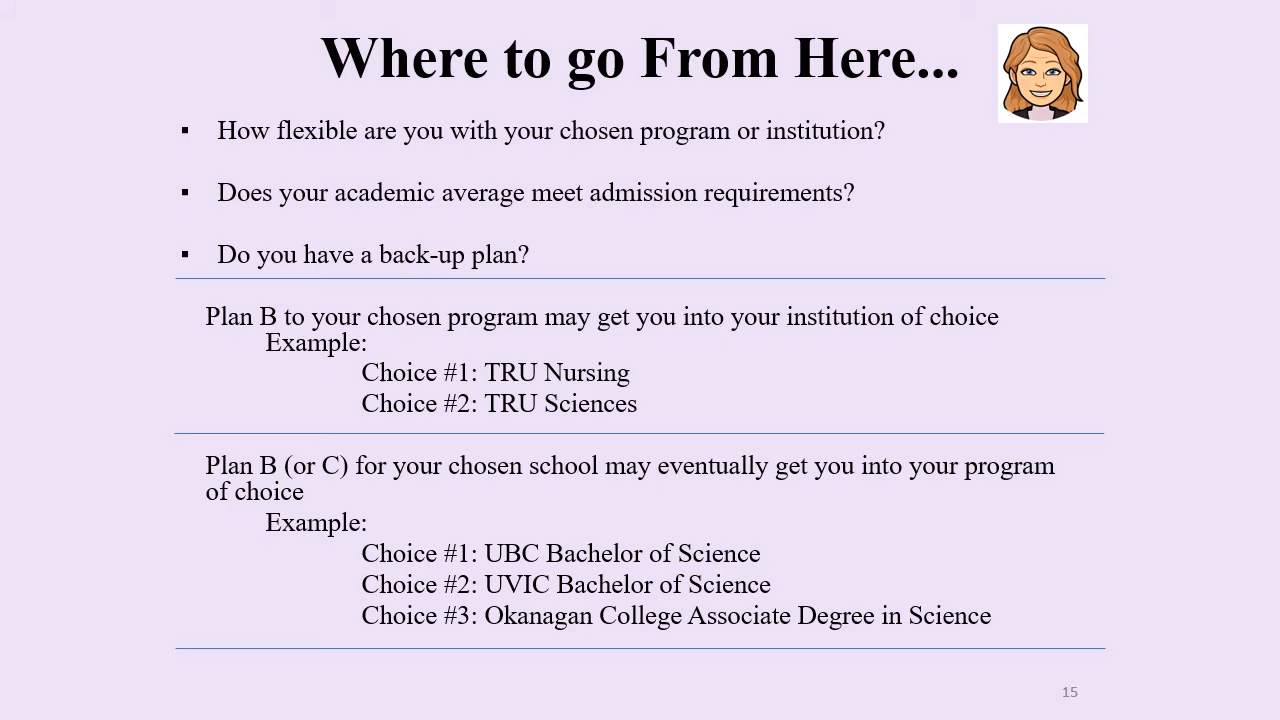 Where to go From Here...
▪ How flexible are you with your chosen program or institution?
▪ Does your academic average meet admission requirements?
▪ Do you have a back-up plan?
Plan B to your chosen program may get you into your institution of choice
Example:
Choice #1: TRU Nursing
Choice #2: TRU Sciences
Plan B (or C) for your chosen school may eventually get you into your program
of choice
Example:
Choice #1: UBC Bachelor of Science
Choice #2: UVIC Bachelor of Science
Choice #3: Okanagan College Associate Degree in Science
15